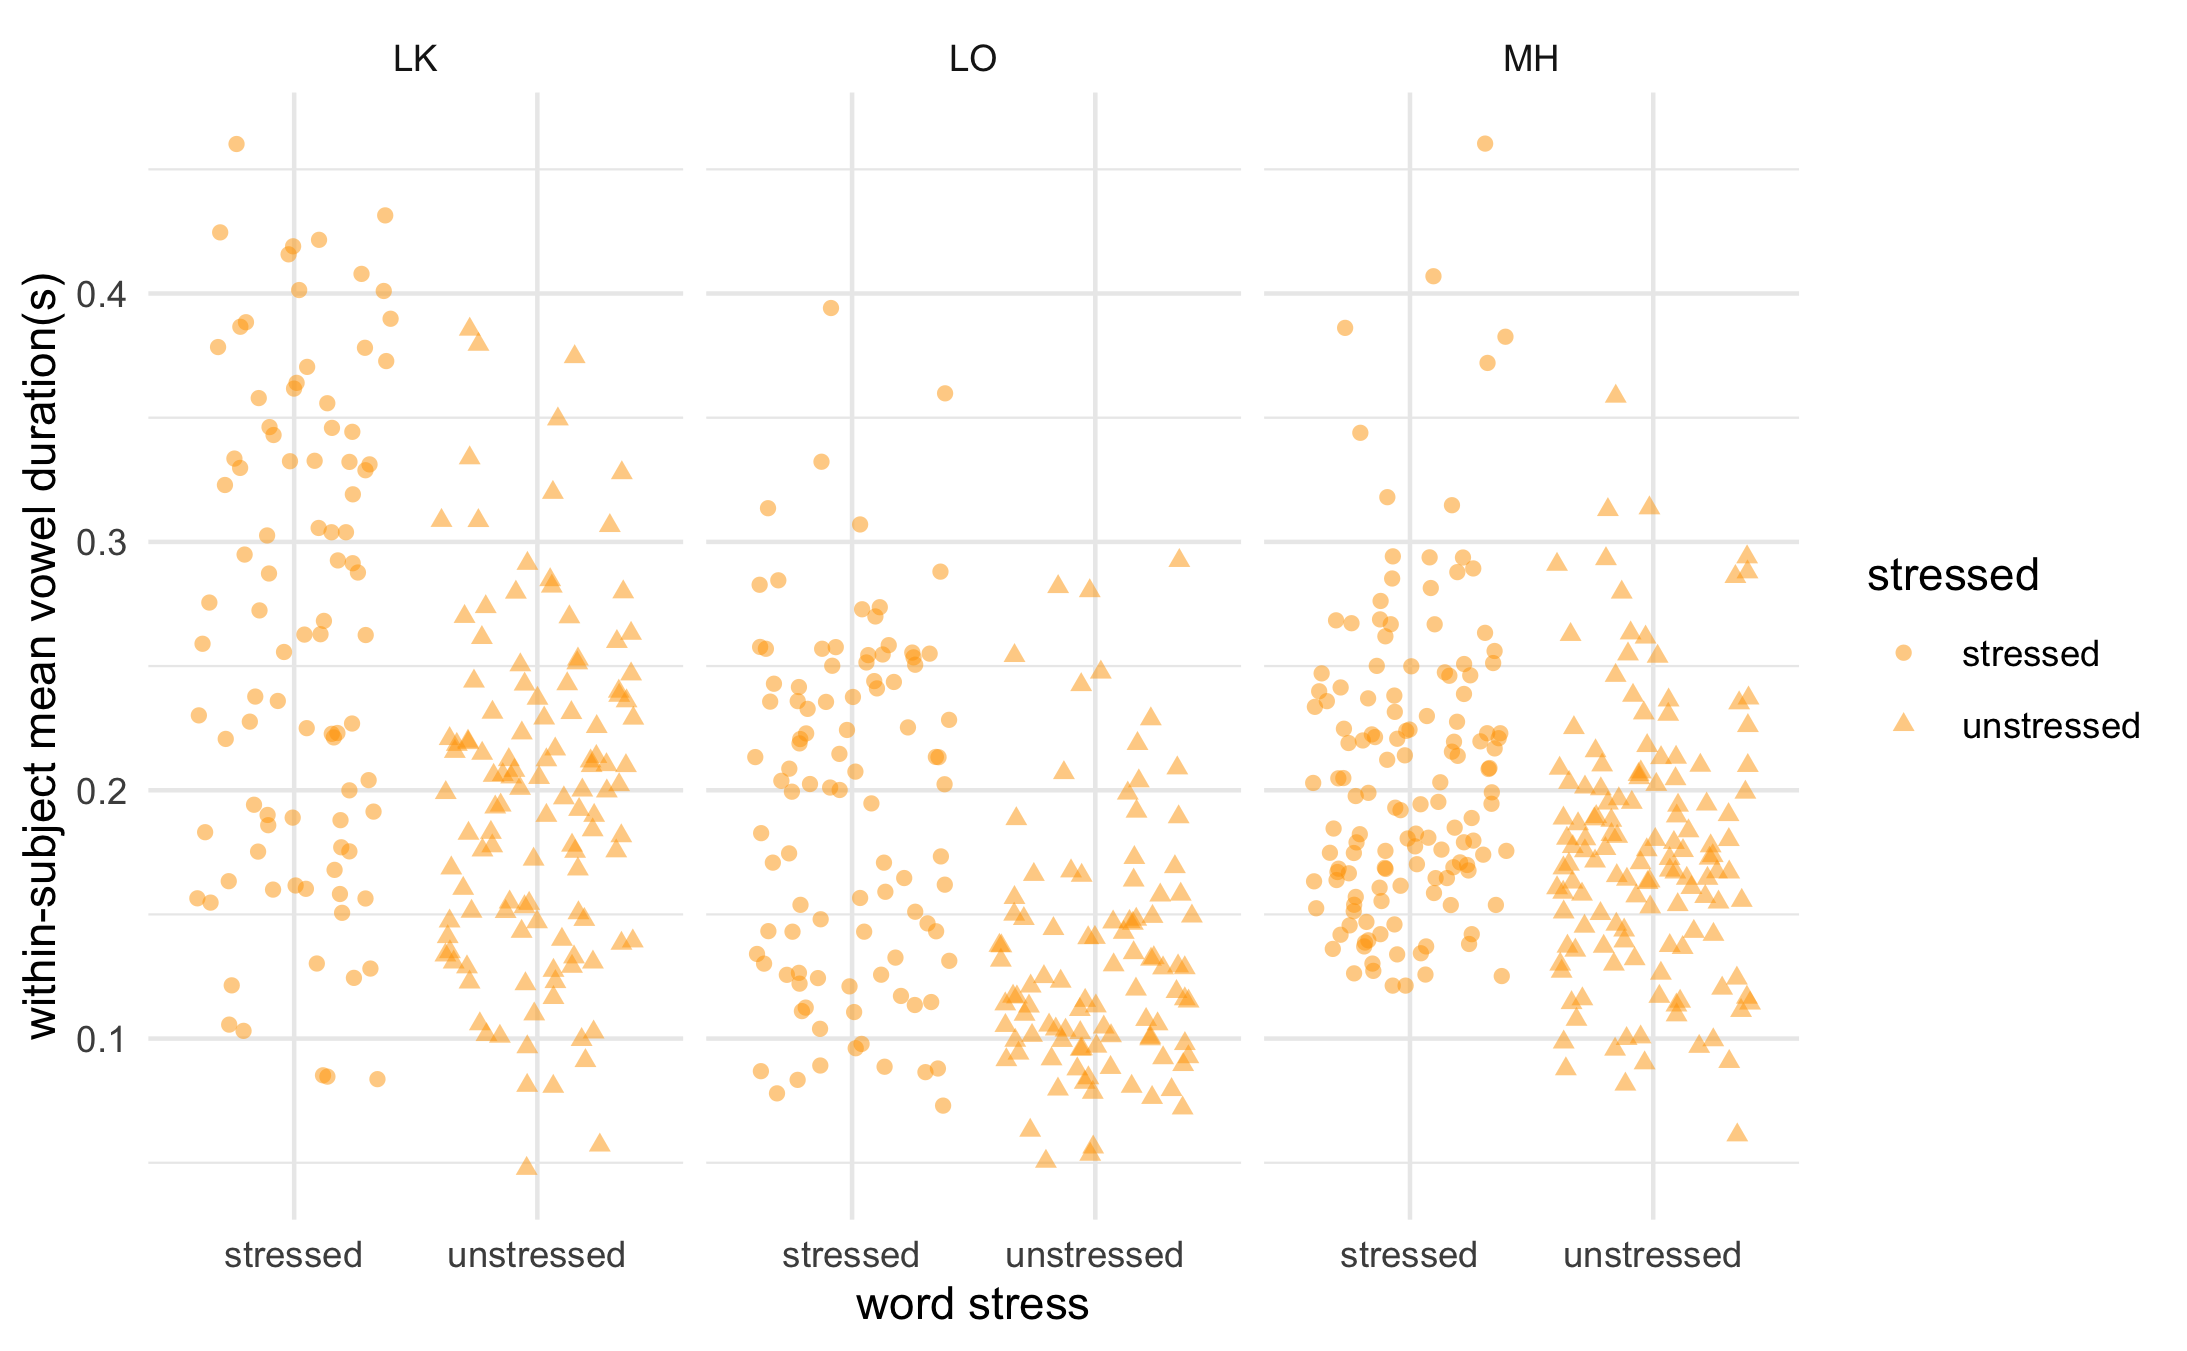 LK
LO
MH
within-subject mean vowel duration(s)
0.4
0.3
0.2
0.1
stressed
unstressed
stressed
unstressed
stressed
unstressed
word stress
stressed
stressed
unstressed